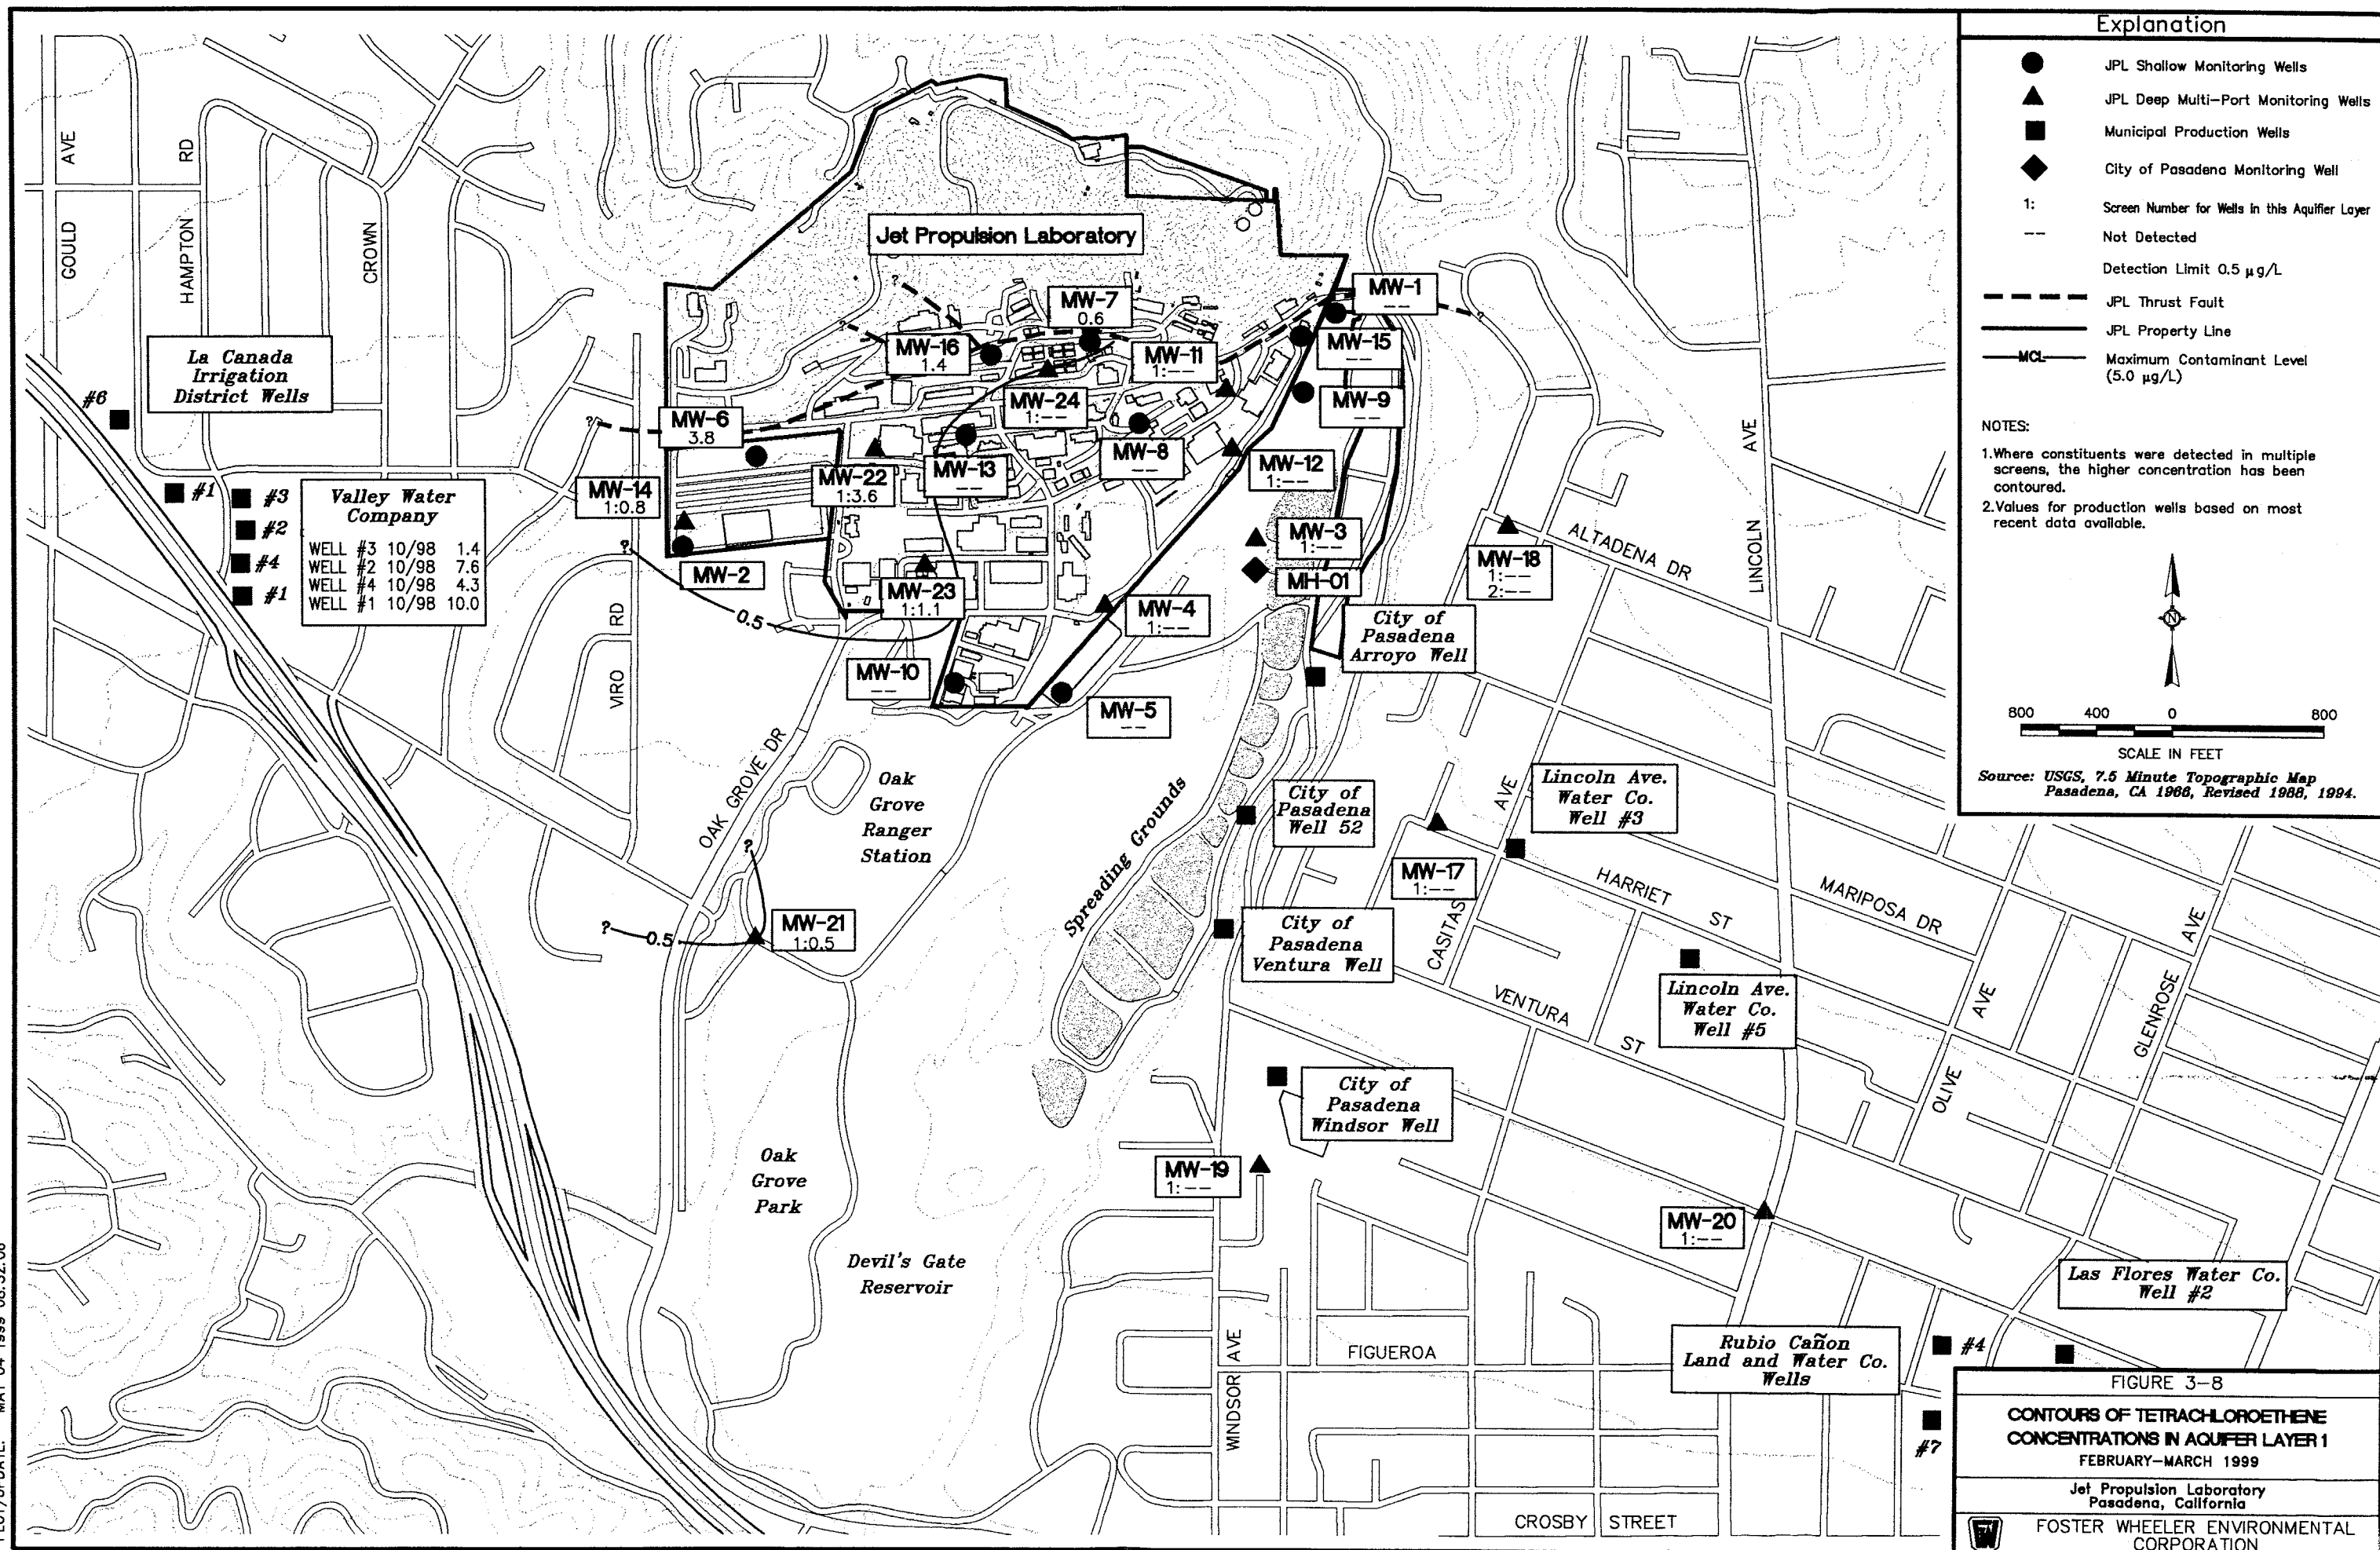 Explanation
JPL Shallow Monitoring Wells
JPL Deep Multi-Port Monitoring Wells
Municipal Production Wells
City of Pasadena Monitoring Well
1: Screen Number for Wells in this Aquifier Layer
-- Not Detected
Detection Limit 0.5 µg/L
JPL Thrust Fault
JPL Property Line
MCL Maximum Contaminant Level
(5.0 µg/L)
NOTES:
1.Where constituents were detected in multiple
screens, the higher concentration has been
contoured.
2.Values for production wells based on most
recent data available.
N
800 400 0 800
SCALE IN FEET
Source: USGS, 7.5 Minute Topographic Map
Pasadena, CA 1966, Revised 1988, 1994.
GOULD AVE
HAMPTON RD
CROWN
Jet Propulsion Laboratory
La Canada
Irrigation
District Wells
#6
#1
#3
#2
#4
#1
Valley Water
Company
WELL #3 10/98 1.4
WELL #2 10/98 7.6
WELL #4 10/98 4.3
WELL #1 10/98 10.0
MW-7
0.6
MW-1
--
MW-16
1.4
MW-11
1:--
MW-15
--
MW-24
1:--
MW-9
--
MW-6
3.8
MW-8
--
MW-13
--
MW-12
1:--
MW-22
1:3.6
MW-14
1:0.8
MW-3
1:--
MW-18
1:--
2:--
MW-2
MH-01
MW-23
1:1.1
MW-4
1:--
0.5
City of
Pasadena
Arroyo Well
MW-10
--
MW-5
--
?
?
?
?
?
ALTADENA DR
LINCOLN AVE
VIRO RD
OAK GROVE DR
Oak
Grove
Ranger
Station
Spreading Grounds
City of
Pasadena
Well 52
Lincoln Ave.
Water Co.
Well #3
CASITAS AVE
MW-17
1:--
HARRIET ST
MARIPOSA DR
?
?
0.5
MW-21
1:0.5
City of
Pasadena
Ventura Well
VENTURA ST
Lincoln Ave.
Water Co.
Well #5
OLIVE AVE
GLENROSE AVE
City of
Pasadena
Windsor Well
Oak
Grove
Park
MW-19
1:--
MW-20
1:--
Devil's Gate
Reservoir
Las Flores Water Co.
Well #2
WINDSOR AVE
FIGUEROA
Rubio Cañon
Land and Water Co.
Wells
#4
#7
CROSBY STREET
FIGURE 3-8
CONTOURS OF TETRACHLOROETHENE
CONCENTRATIONS IN AQUIFER LAYER 1
FEBRUARY-MARCH 1999
Jet Propulsion Laboratory
Pasadena, California
FOSTER WHEELER ENVIRONMENTAL
CORPORATION